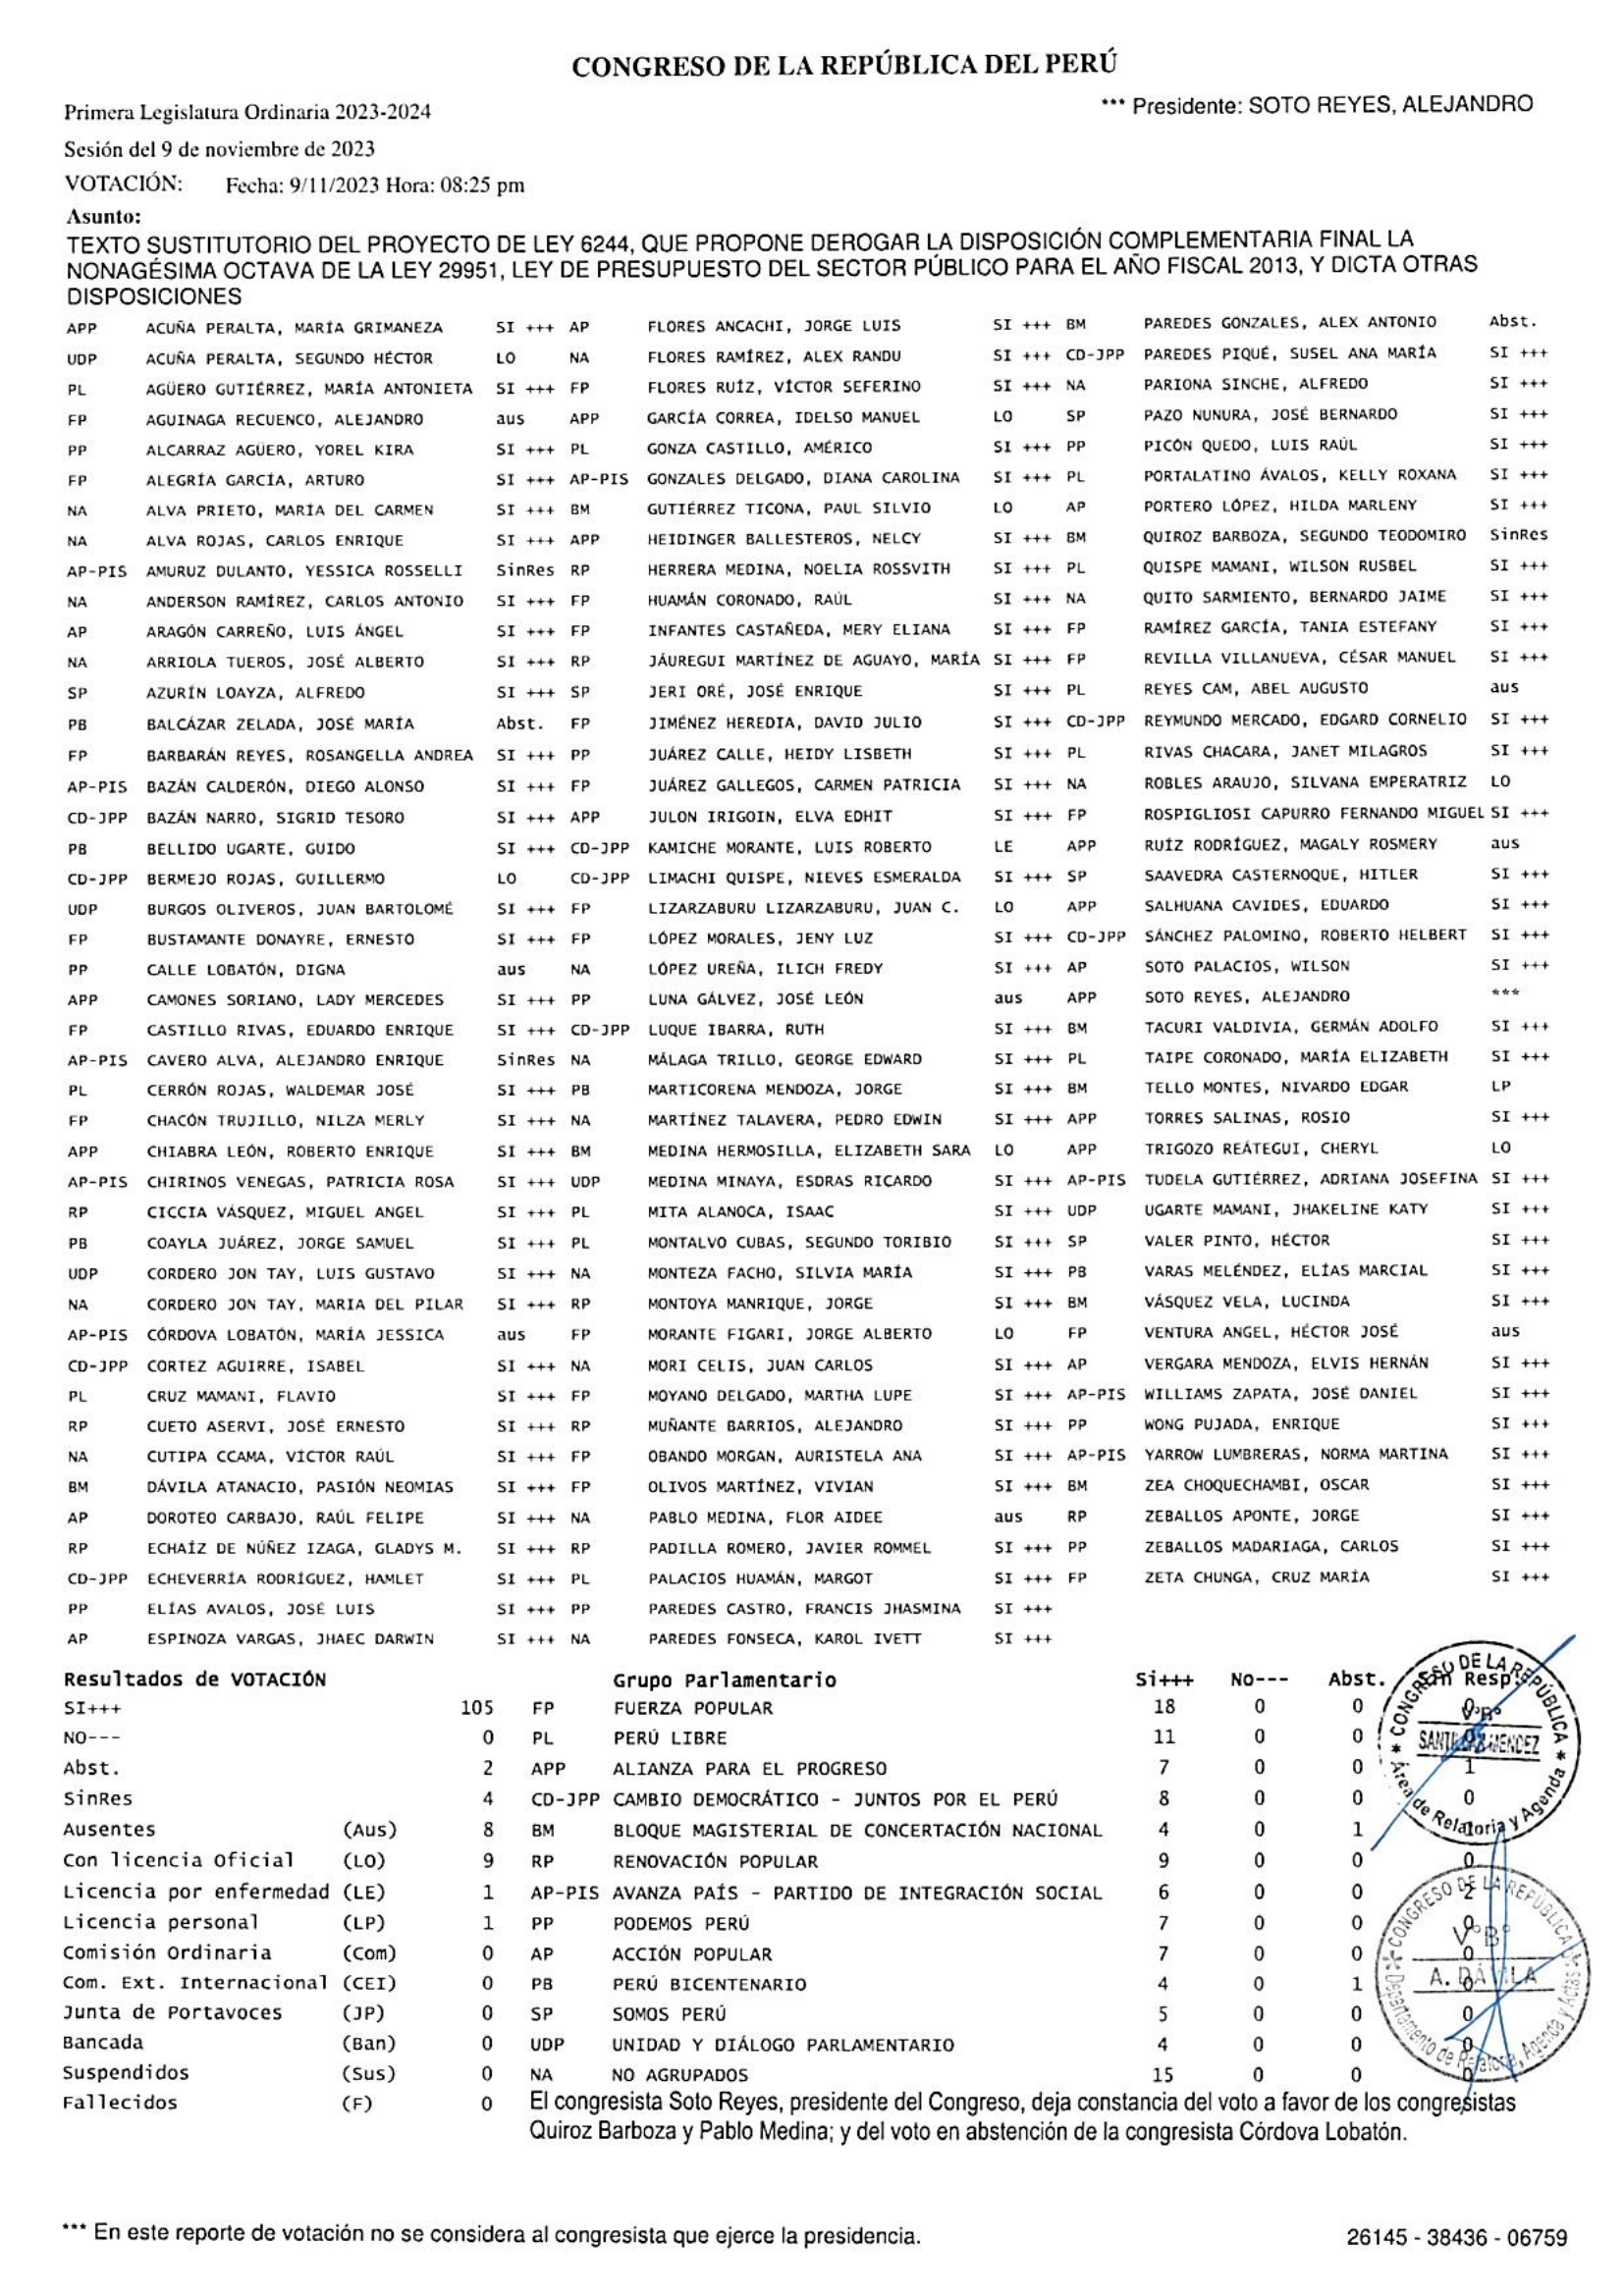 CONGRESO DE LA REPÚBLICA DEL PERÚ
Primera Legislatura Ordinaria 2023-2024
*** Presidente: SOTO REYES, ALEJANDRO
Sesión del 9 de noviembre de 2023
VOTACIÓN: Fecha: 9/11/2023 Hora: 08:25 pm
Asunto:
TEXTO SUSTITUTORIO DEL PROYECTO DE LEY 6244, QUE PROPONE DEROGAR LA DISPOSICIÓN COMPLEMENTARIA FINAL LA
NONAGÉSIMA OCTAVA DE LA LEY 29951, LEY DE PRESUPUESTO DEL SECTOR PÚBLICO PARA EL AÑO FISCAL 2013, Y DICTA OTRAS
DISPOSICIONES
APP ACUÑA PERALTA, MARÍA GRIMANEZA SI +++ AP FLORES ANCACHI, JORGE LUIS SI +++ BM PAREDES GONZALES, ALEX ANTONIO Abst.
UDP ACUÑA PERALTA, SEGUNDO HÉCTOR LO NA FLORES RAMÍREZ, ALEX RANDU SI +++ CD-JPP PAREDES PIQUÉ, SUSEL ANA MARÍA SI +++
PL AGÜERO GUTIÉRREZ, MARÍA ANTONIETA SI +++ FP FLORES RUÍZ, VÍCTOR SEFERINO SI +++ NA PARIONA SINCHE, ALFREDO SI +++
FP AGUINAGA RECUENCO, ALEJANDRO aus APP GARCÍA CORREA, IDELSO MANUEL LO SP PAZO NUNURA, JOSÉ BERNARDO SI +++
PP ALCARRAZ AGÜERO, YOREL KIRA SI +++ PL GONZA CASTILLO, AMÉRICO SI +++ PP PICÓN QUEDO, LUIS RAÚL SI +++
FP ALEGRÍA GARCÍA, ARTURO SI +++ AP-PIS GONZALES DELGADO, DIANA CAROLINA SI +++ PL PORTALATINO ÁVALOS, KELLY ROXANA SI +++
NA ALVA PRIETO, MARÍA DEL CARMEN SI +++ BM GUTIÉRREZ TICONA, PAUL SILVIO LO AP PORTERO LÓPEZ, HILDA MARLENY SI +++
NA ALVA ROJAS, CARLOS ENRIQUE SI +++ APP HEIDINGER BALLESTEROS, NELCY SI +++ BM QUIROZ BARBOZA, SEGUNDO TEODOMIRO SinRes
AP-PIS AMURUZ DULANTO, YESSICA ROSSELLI SinRes RP HERRERA MEDINA, NOELIA ROSSVITH SI +++ PL QUISPE MAMANI, WILSON RUSBEL SI +++
NA ANDERSON RAMÍREZ, CARLOS ANTONIO SI +++ FP HUAMÁN CORONADO, RAÚL SI +++ NA QUITO SARMIENTO, BERNARDO JAIME SI +++
AP ARAGÓN CARREÑO, LUIS ÁNGEL SI +++ FP INFANTES CASTAÑEDA, MERY ELIANA SI +++ FP RAMÍREZ GARCÍA, TANIA ESTEFANY SI +++
NA ARRIOLA TUEROS, JOSÉ ALBERTO SI +++ RP JÁUREGUI MARTÍNEZ DE AGUAYO, MARÍA SI +++ FP REVILLA VILLANUEVA, CÉSAR MANUEL SI +++
SP AZURÍN LOAYZA, ALFREDO SI +++ SP JERI ORÉ, JOSÉ ENRIQUE SI +++ PL REYES CAM, ABEL AUGUSTO aus
PB BALCÁZAR ZELADA, JOSÉ MARÍA Abst. FP JIMÉNEZ HEREDIA, DAVID JULIO SI +++ CD-JPP REYMUNDO MERCADO, EDGARD CORNELIO SI +++
FP BARBARÁN REYES, ROSANGELLA ANDREA SI +++ PP JUÁREZ CALLE, HEIDY LISBETH SI +++ PL RIVAS CHACARA, JANET MILAGROS SI +++
AP-PIS BAZÁN CALDERÓN, DIEGO ALONSO SI +++ FP JUÁREZ GALLEGOS, CARMEN PATRICIA SI +++ NA ROBLES ARAUJO, SILVANA EMPERATRIZ LO
CD-JPP BAZÁN NARRO, SIGRID TESORO SI +++ APP JULON IRIGOIN, ELVA EDHIT SI +++ FP ROSPIGLIOSI CAPURRO FERNANDO MIGUEL SI +++
PB BELLIDO UGARTE, GUIDO SI +++ CD-JPP KAMICHE MORANTE, LUIS ROBERTO LE APP RUÍZ RODRÍGUEZ, MAGALY ROSMERY aus
CD-JPP BERMEJO ROJAS, GUILLERMO LO CD-JPP LIMACHI QUISPE, NIEVES ESMERALDA SI +++ SP SAAVEDRA CASTERNOQUE, HITLER SI +++
UDP BURGOS OLIVEROS, JUAN BARTOLOMÉ SI +++ FP LIZARZABURU LIZARZABURU, JUAN C. LO APP SALHUANA CAVIDES, EDUARDO SI +++
FP BUSTAMANTE DONAYRE, ERNESTO SI +++ FP LÓPEZ MORALES, JENY LUZ SI +++ CD-JPP SÁNCHEZ PALOMINO, ROBERTO HELBERT SI +++
PP CALLE LOBATÓN, DIGNA aus NA LÓPEZ UREÑA, ILICH FREDY SI +++ AP SOTO PALACIOS, WILSON SI +++
APP CAMONES SORIANO, LADY MERCEDES SI +++ PP LUNA GÁLVEZ, JOSÉ LEÓN aus APP SOTO REYES, ALEJANDRO ***
FP CASTILLO RIVAS, EDUARDO ENRIQUE SI +++ CD-JPP LUQUE IBARRA, RUTH SI +++ BM TACURI VALDIVIA, GERMÁN ADOLFO SI +++
AP-PIS CAVERO ALVA, ALEJANDRO ENRIQUE SinRes NA MÁLAGA TRILLO, GEORGE EDWARD SI +++ PL TAIPE CORONADO, MARÍA ELIZABETH SI +++
PL CERRÓN ROJAS, WALDEMAR JOSÉ SI +++ PB MARTICORENA MENDOZA, JORGE SI +++ BM TELLO MONTES, NIVARDO EDGAR LP
FP CHACÓN TRUJILLO, NILZA MERLY SI +++ NA MARTÍNEZ TALAVERA, PEDRO EDWIN SI +++ APP TORRES SALINAS, ROSIO SI +++
APP CHIABRA LEÓN, ROBERTO ENRIQUE SI +++ BM MEDINA HERMOSILLA, ELIZABETH SARA LO APP TRIGOZO REÁTEGUI, CHERYL LO
AP-PIS CHIRINOS VENEGAS, PATRICIA ROSA SI +++ UDP MEDINA MINAYA, ESDRAS RICARDO SI +++ AP-PIS TUDELA GUTIÉRREZ, ADRIANA JOSEFINA SI +++
RP CICCIA VÁSQUEZ, MIGUEL ANGEL SI +++ PL MITA ALANOCA, ISAAC SI +++ UDP UGARTE MAMANI, JHAKELINE KATY SI +++
PB COAYLA JUÁREZ, JORGE SAMUEL SI +++ PL MONTALVO CUBAS, SEGUNDO TORIBIO SI +++ SP VALER PINTO, HÉCTOR SI +++
UDP CORDERO JON TAY, LUIS GUSTAVO SI +++ NA MONTEZA FACHO, SILVIA MARÍA SI +++ PB VARAS MELÉNDEZ, ELÍAS MARCIAL SI +++
NA CORDERO JON TAY, MARIA DEL PILAR SI +++ RP MONTOYA MANRIQUE, JORGE SI +++ BM VÁSQUEZ VELA, LUCINDA SI +++
AP-PIS CÓRDOVA LOBATÓN, MARÍA JESSICA aus FP MORANTE FIGARI, JORGE ALBERTO LO FP VENTURA ANGEL, HÉCTOR JOSÉ aus
CD-JPP CORTEZ AGUIRRE, ISABEL SI +++ NA MORI CELIS, JUAN CARLOS SI +++ AP VERGARA MENDOZA, ELVIS HERNÁN SI +++
PL CRUZ MAMANI, FLAVIO SI +++ FP MOYANO DELGADO, MARTHA LUPE SI +++ AP-PIS WILLIAMS ZAPATA, JOSÉ DANIEL SI +++
RP CUETO ASERVI, JOSÉ ERNESTO SI +++ RP MUÑANTE BARRIOS, ALEJANDRO SI +++ PP WONG PUJADA, ENRIQUE SI +++
NA CUTIPA CCAMA, VÍCTOR RAÚL SI +++ FP OBANDO MORGAN, AURISTELA ANA SI +++ AP-PIS YARROW LUMBRERAS, NORMA MARTINA SI +++
BM DÁVILA ATANACIO, PASIÓN NEOMIAS SI +++ FP OLIVOS MARTÍNEZ, VIVIAN SI +++ BM ZEA CHOQUECHAMBI, OSCAR SI +++
AP DOROTEO CARBAJO, RAÚL FELIPE SI +++ NA PABLO MEDINA, FLOR AIDEE aus RP ZEBALLOS APONTE, JORGE SI +++
RP ECHAÍZ DE NÚÑEZ IZAGA, GLADYS M. SI +++ RP PADILLA ROMERO, JAVIER ROMMEL SI +++ PP ZEBALLOS MADARIAGA, CARLOS SI +++
CD-JPP ECHEVERRÍA RODRÍGUEZ, HAMLET SI +++ PL PALACIOS HUAMÁN, MARGOT SI +++ FP ZETA CHUNGA, CRUZ MARÍA SI +++
PP ELÍAS AVALOS, JOSÉ LUIS SI +++ PP PAREDES CASTRO, FRANCIS JHASMINA SI +++
AP ESPINOZA VARGAS, JHAEC DARWIN SI +++ NA PAREDES FONSECA, KAROL IVETT SI +++
Resultados de VOTACIÓN Grupo Parlamentario Si+++ No--- Abst. Resp.
SI+++ 105 FP FUERZA POPULAR 18 0 0 0
NO--- 0 PL PERÚ LIBRE 11 0 0
Abst. 2 APP ALIANZA PARA EL PROGRESO 7 0 0 1
SinRes 4 CD-JPP CAMBIO DEMOCRÁTICO - JUNTOS POR EL PERÚ 8 0 0 0
Ausentes (Aus) 8 BM BLOQUE MAGISTERIAL DE CONCERTACIÓN NACIONAL 4 0 1 1
Con licencia Oficial (LO) 9 RP RENOVACIÓN POPULAR 9 0 0 0
Licencia por enfermedad (LE) 1 AP-PIS AVANZA PAÍS - PARTIDO DE INTEGRACIÓN SOCIAL 6 0 0 2
Licencia personal (LP) 1 PP PODEMOS PERÚ 7 0 0 0
Comisión Ordinaria (Com) 0 AP ACCIÓN POPULAR 7 0 0 0
Com. Ext. Internacional (CEI) 0 PB PERÚ BICENTENARIO 4 0 1 0
Junta de Portavoces (JP) 0 SP SOMOS PERÚ 5 0 0 0
Bancada (Ban) 0 UDP UNIDAD Y DIÁLOGO PARLAMENTARIO 4 0 0 0
Suspendidos (Sus) 0 NA NO AGRUPADOS 15 0 0 0
Fallecidos (F) 0
El congresista Soto Reyes, presidente del Congreso, deja constancia del voto a favor de los congresistas
Quiroz Barboza y Pablo Medina; y del voto en abstención de la congresista Córdova Lobatón.
CONGRESO DE LA REPÚBLICA
V°B°
Área de Relatoría y Agenda
CONGRESO DE LA REPÚBLICA
V°B°
A. DÁVILA
Departamento de Relatoría, Agenda y Actas
*** En este reporte de votación no se considera al congresista que ejerce la presidencia.
26145 - 38436 - 06759